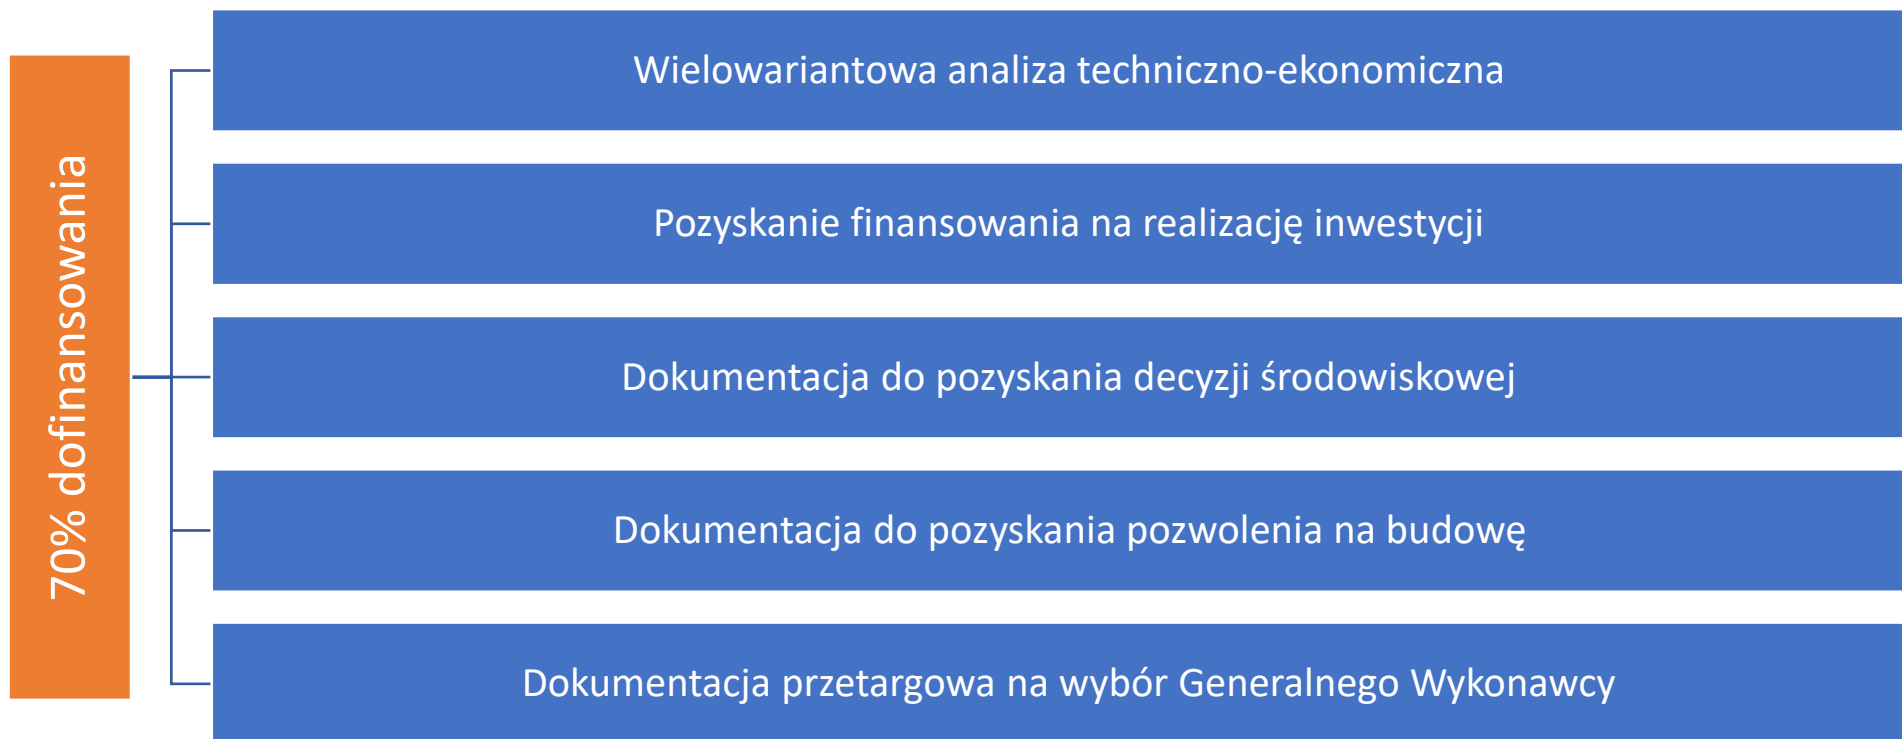 70% dofinansowania
Wielowariantowa analiza techniczno-ekonomiczna
Pozyskanie finansowania na realizację inwestycji
Dokumentacja do pozyskania decyzji środowiskowej
Dokumentacja do pozyskania pozwolenia na budowę
Dokumentacja przetargowa na wybór Generalnego Wykonawcy